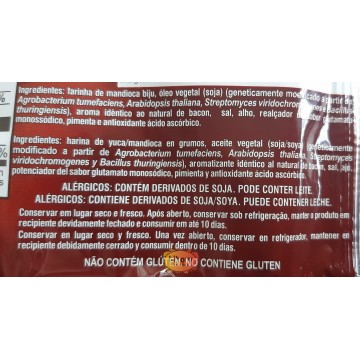 Ingredientes: farinha de mandioca biju, óleo vegetal (soja) (geneticamente modificado a partir de
Agrobacterium tumefaciens, Arabidopsis thaliana, Streptomyces viridochromogenes
thuringiensis), aroma idêntico ao natural de bacon, sal, alho, realçador de sabor glutamato
monossódico, pimenta e antioxidante ácido ascórbico.
Ingredientes: harina de yuca/mandioca en grumos, aceite vegetal (soja/soya) (geneticamente
modificado a partir de Agrobacterium tumefaciens, Arabidopsis thaliana, Streptomyces
viridochromogenes y Bacillus thuringiensis), aroma idéntico al natural de bacon, sal, ajo,
potenciador del sabor glutamato monosódico, pimienta y antioxidante ácido ascórbico.
ALÉRGICOS: CONTÉM DERIVADOS DE SOJA. PODE CONTER LEITE.
ALÉRGICOS: CONTIENE DERIVADOS DE SOJA/SOYA. PUEDE CONTENER LECHE.
Conservar em lugar seco e fresco. Após aberto, conservar sob refrigeração, manter o produto em
recipiente devidamente fechado e consumir em até 10 dias.
Conservar en lugar seco y fresco. Una vez abierto, conservar en refrigerador, mantener en
recipiente debidamente cerrado y consumir dentro de 10 dias.
NÃO CONTÉM GLÚTEN. NO CONTIENE GLUTEN